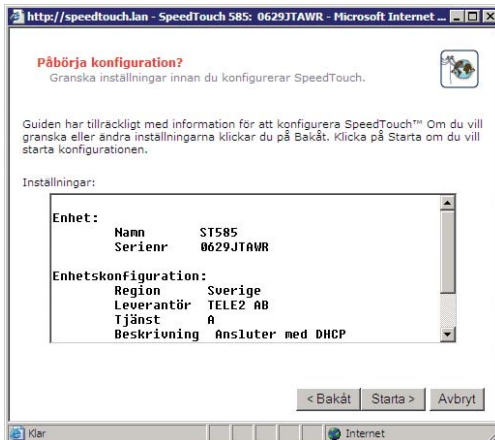 http://speedtouch.lan - SpeedTouch 585: 0629JTAWR - Microsoft Internet ...
Påbörja konfiguration?
Granska inställningar innan du konfigurerar SpeedTouch.
Guiden har tillräckligt med information för att konfigurera SpeedTouch™ Om du vill
granska eller ändra inställningarna klickar du på Bakåt. Klicka på Starta om du vill
starta konfigurationen.
Inställningar:
Enhet:
Namn ST585
Serienr 0629JTAWR
Enhetskonfiguration:
Region Sverige
Leverantör TELE2 AB
Tjänst A
Beskrivning Ansluter med DHCP
< Bakåt Starta > Avbryt
Klar Internet